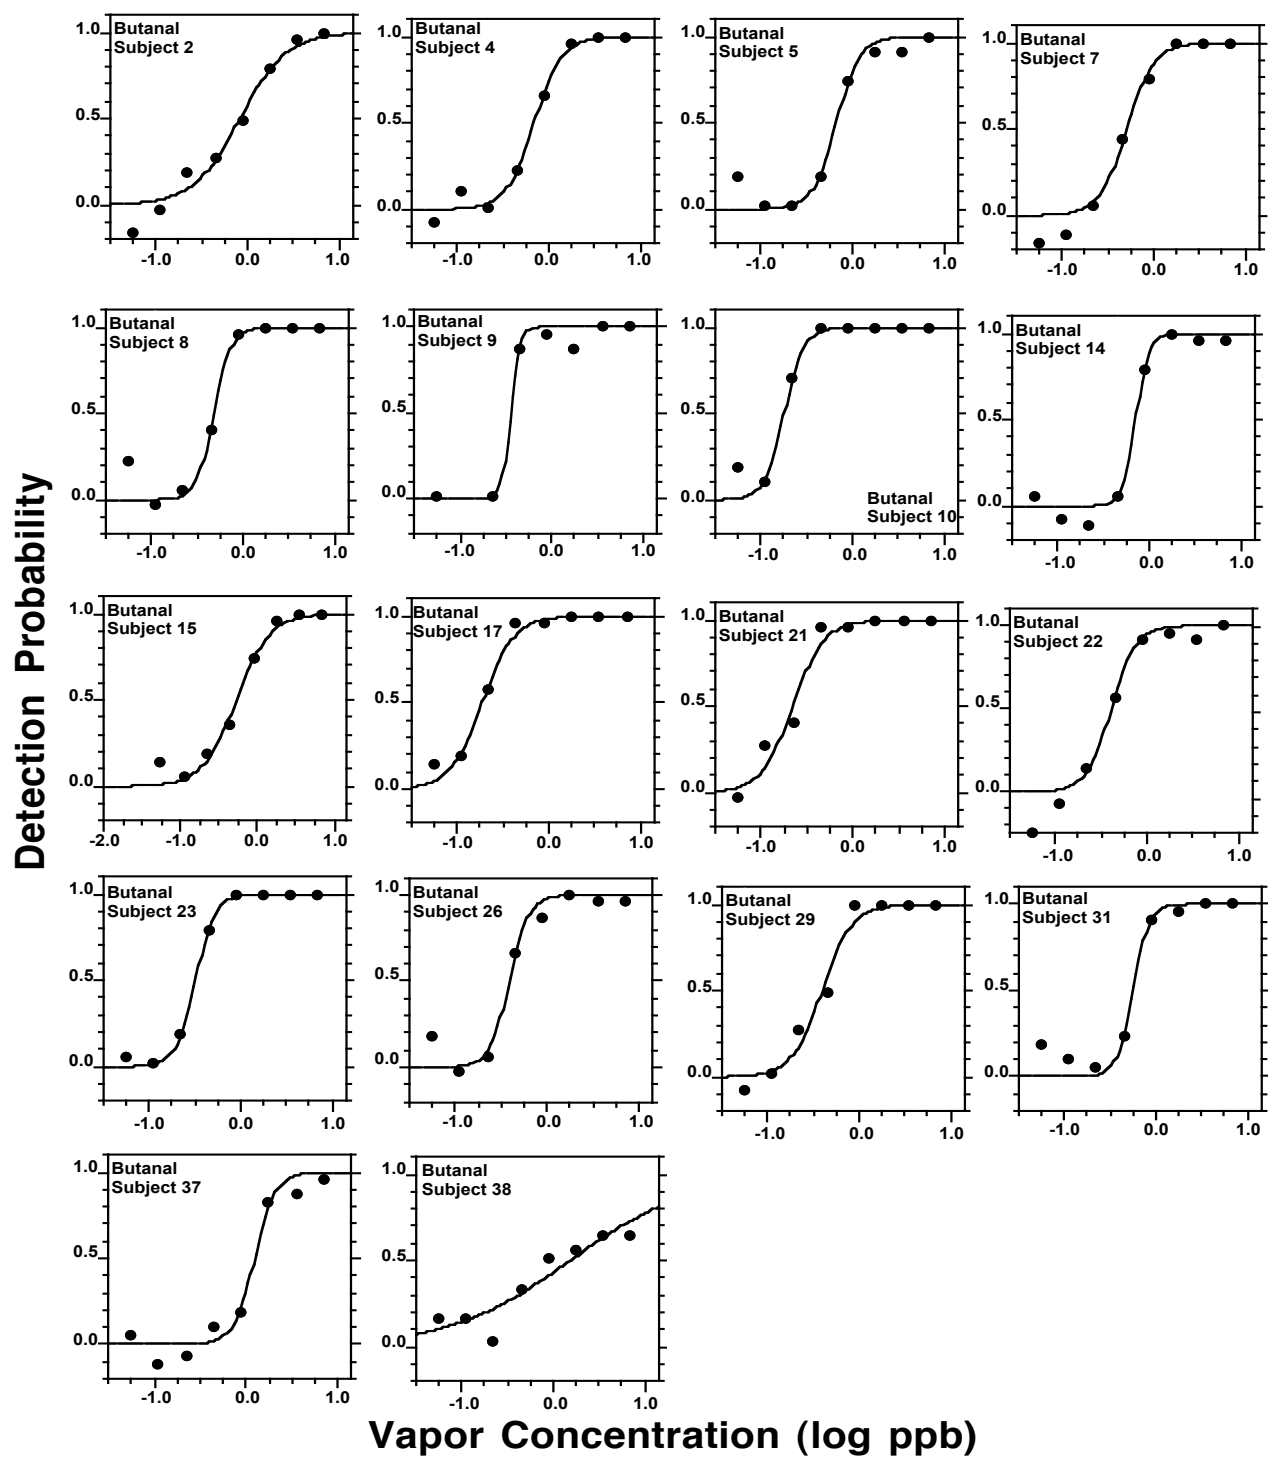 Detection Probability
Butanal
Subject 2
1.0
0.5
0.0
-1.0 0.0 1.0
Butanal
Subject 4
1.0
0.5
0.0
-1.0 0.0 1.0
Butanal
Subject 5
1.0
0.5
0.0
-1.0 0.0 1.0
Butanal
Subject 7
1.0
0.5
0.0
-1.0 0.0 1.0
Butanal
Subject 8
1.0
0.5
0.0
-1.0 0.0 1.0
Butanal
Subject 9
1.0
0.5
0.0
-1.0 0.0 1.0
1.0
0.5
0.0
Butanal
Subject 10
-1.0 0.0 1.0
Butanal
Subject 14
1.0
0.5
0.0
-1.0 0.0 1.0
Butanal
Subject 15
1.0
0.5
0.0
-2.0 -1.0 0.0 1.0
Butanal
Subject 17
1.0
0.5
0.0
-1.0 0.0 1.0
Butanal
Subject 21
1.0
0.5
0.0
-1.0 0.0 1.0
Butanal
Subject 22
1.0
0.5
0.0
-1.0 0.0 1.0
Butanal
Subject 23
1.0
0.5
0.0
-1.0 0.0 1.0
Butanal
Subject 26
1.0
0.5
0.0
-1.0 0.0 1.0
Butanal
Subject 29
1.0
0.5
0.0
-1.0 0.0 1.0
Butanal
Subject 31
1.0
0.5
0.0
-1.0 0.0 1.0
Butanal
Subject 37
1.0
0.5
0.0
-1.0 0.0 1.0
Butanal
Subject 38
1.0
0.5
0.0
-1.0 0.0 1.0
Vapor Concentration (log ppb)